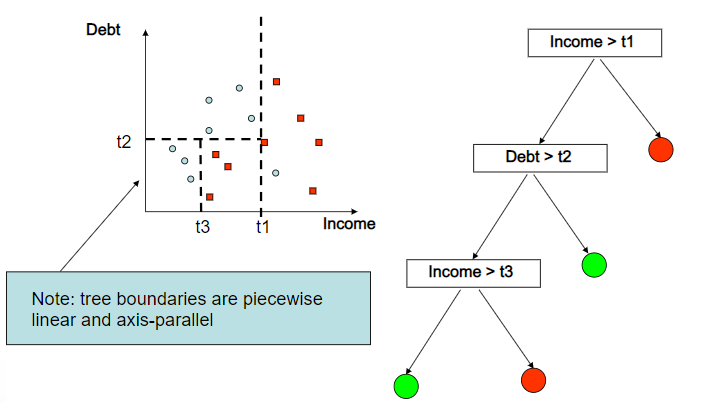 Debt
t2
t3
t1
Income
Note: tree boundaries are piecewise
linear and axis-parallel
Income > t1
Debt > t2
Income > t3